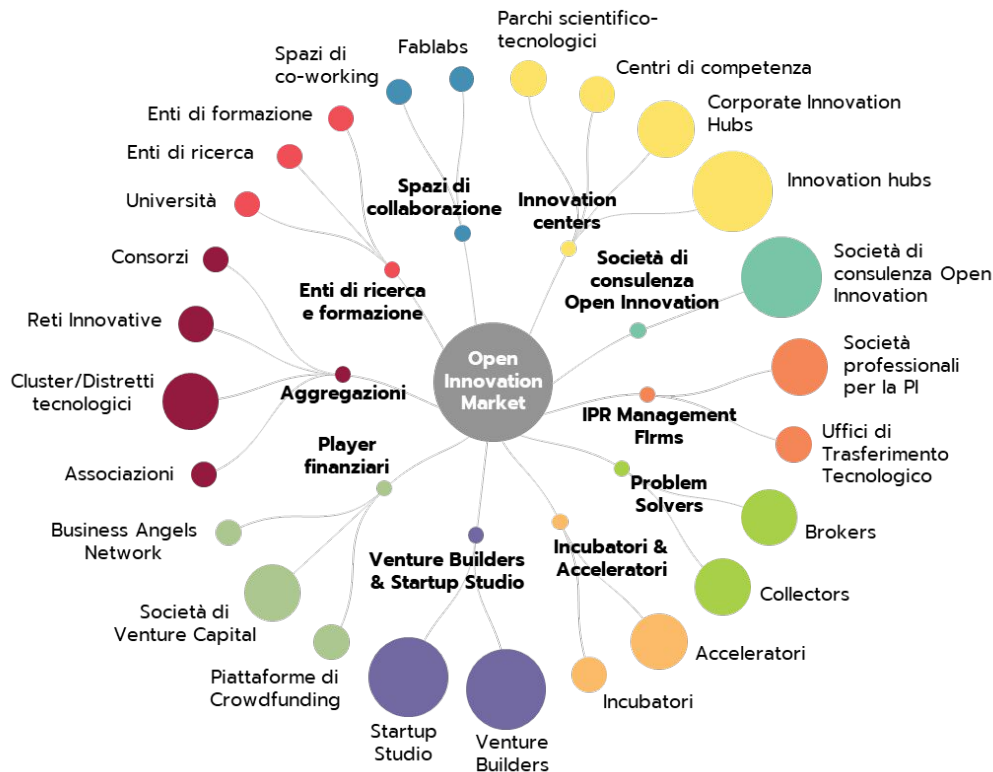 Parchi scientifico-
tecnologici
Fablabs
Spazi di
co-working
Centri di competenza
Corporate Innovation
Hubs
Enti di formazione
Enti di ricerca
Innovation hubs
Università
Spazi di
collaborazione
Innovation
centers
Consorzi
Società di
consulenza
Open Innovation
Società di
consulenza Open
Innovation
Enti di ricerca
e formazione
Reti Innovative
Open
Innovation
Market
Società
professionali
per la PI
Cluster/Distretti
tecnologici
Aggregazioni
IPR Management
FIrms
Uffici di
Trasferimento
Tecnologico
Player
finanziari
Associazioni
Problem
Solvers
Business Angels
Network
Brokers
Venture Builders
& Startup Studio
Incubatori &
Acceleratori
Collectors
Società di
Venture Capital
Acceleratori
Piattaforme di
Crowdfunding
Incubatori
Startup
Studio
Venture
Builders